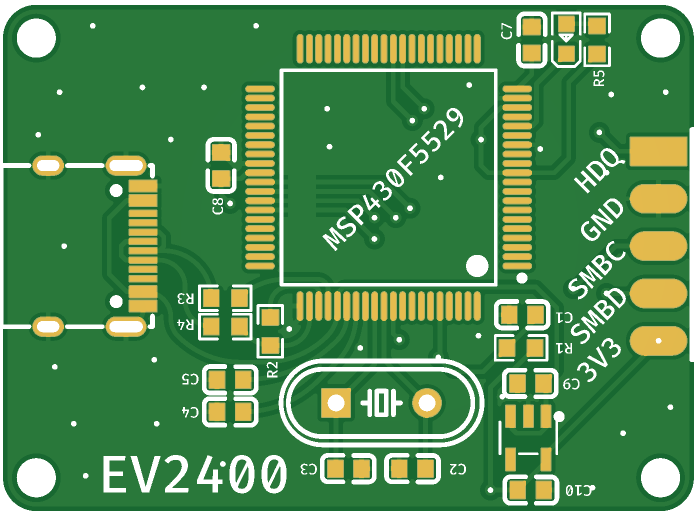 C7
R5
MSP430F5529
C8
HDQ
GND
SMBC
SMBD
3V3
R3
R4
R2
C1
R1
C5
C4
C9
C3
C2
C10
EV2400